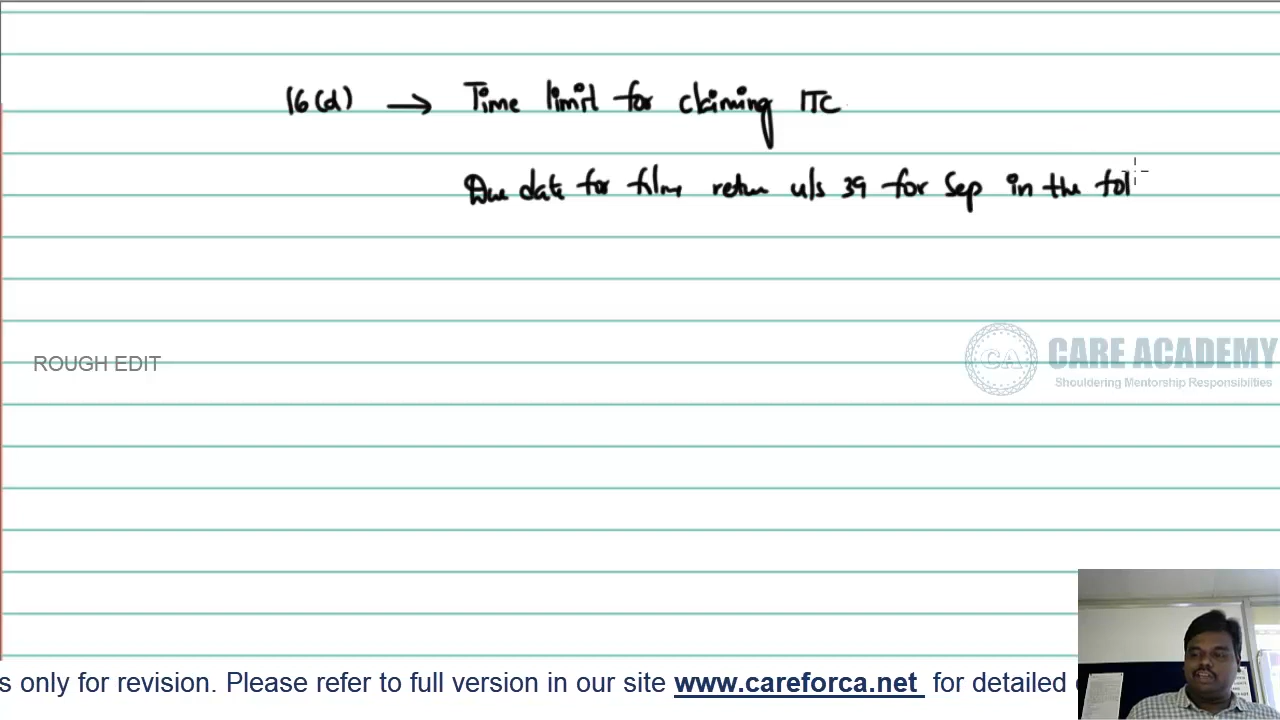 16(d) → Time limit for claiming ITC
Due date for filing return u/s 39 for Sep in the fol
ROUGH EDIT
CA
CARE ACADEMY
Shouldering Mentorship Responsibilties
s only for revision. Please refer to full version in our site www.careforca.net for detailed